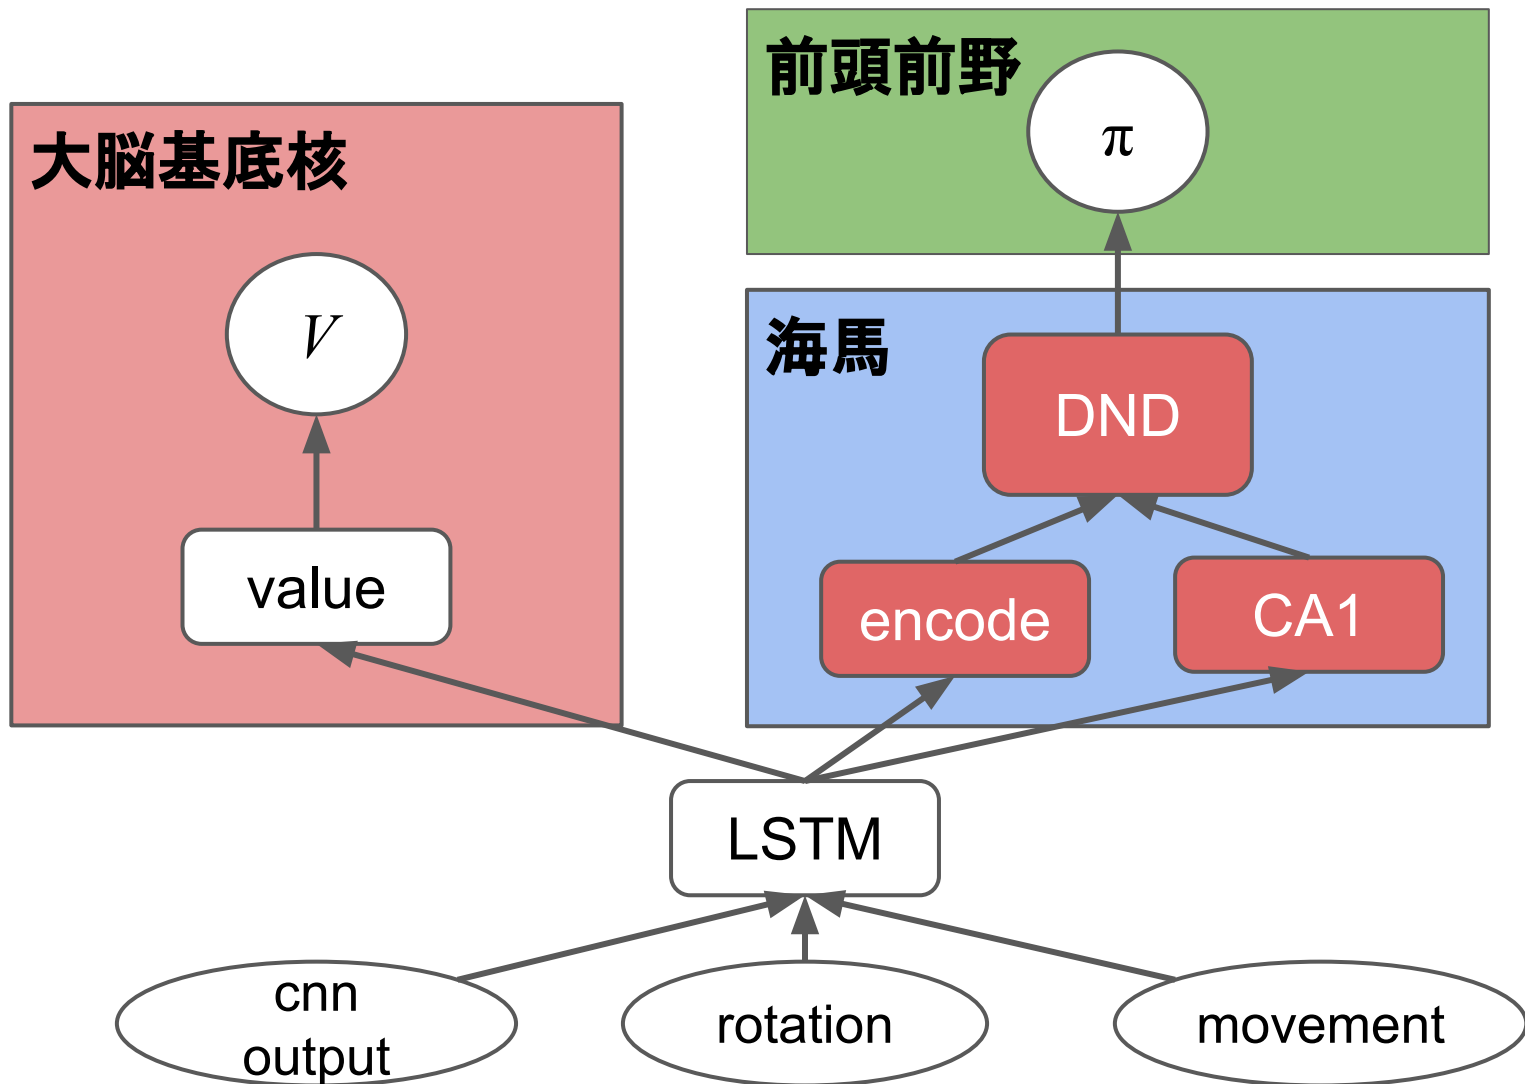 前頭前野
π
大脳基底核
V
海馬
DND
value
encode
CA1
LSTM
cnn
output
rotation
movement